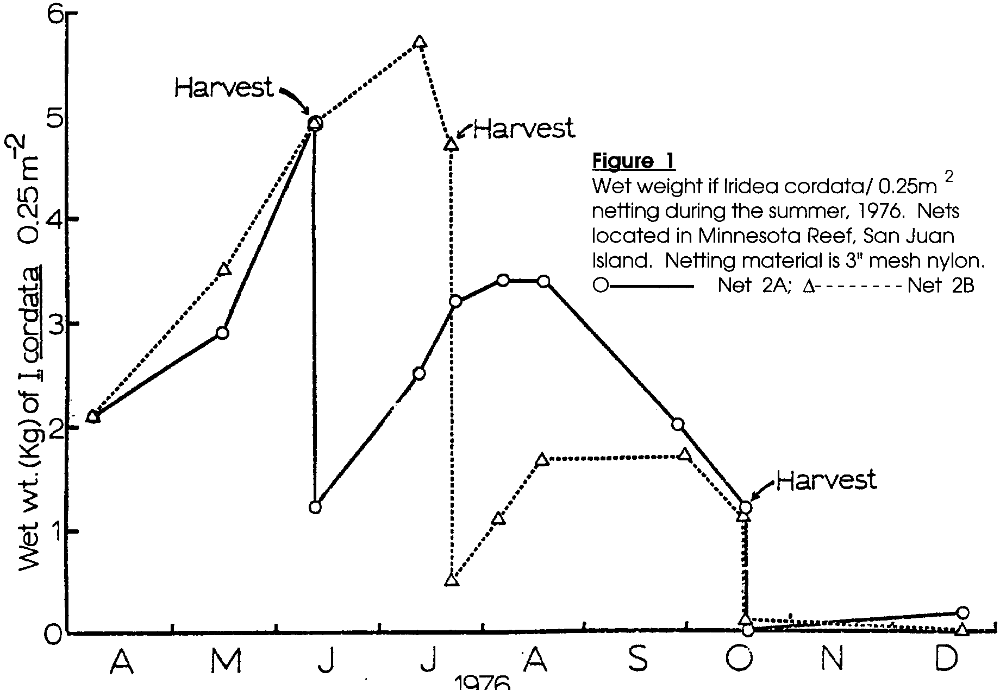 6
5
4
3
2
1
0
Wet wt. (Kg) of I cordata 0.25 m⁻²
Harvest
Harvest
Figure 1
Wet weight if Iridea cordata/ 0.25m ²
netting during the summer, 1976. Nets
located in Minnesota Reef, San Juan
Island. Netting material is 3" mesh nylon.
Net 2A; Net 2B
Harvest
A M J J A S O N D
1976